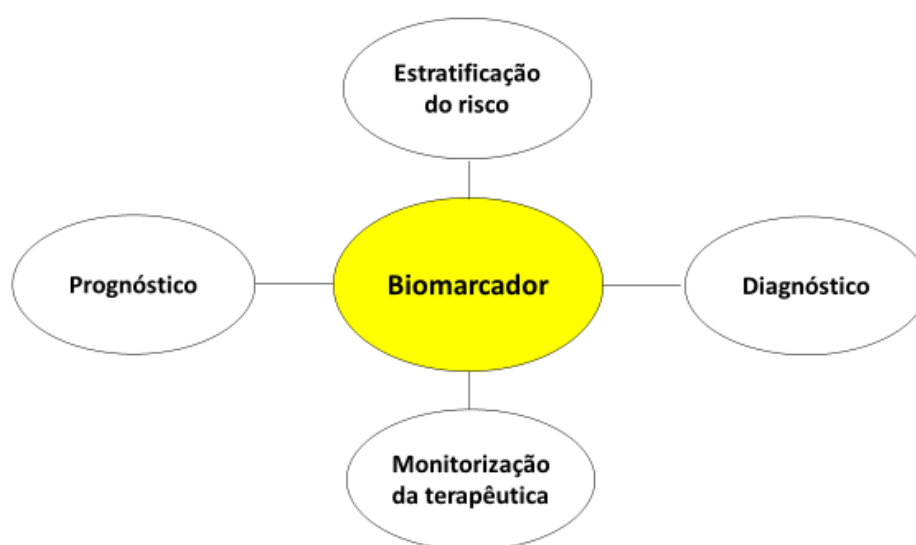 Estratificação
do risco
Prognóstico
Biomarcador
Diagnóstico
Monitorização
da terapêutica